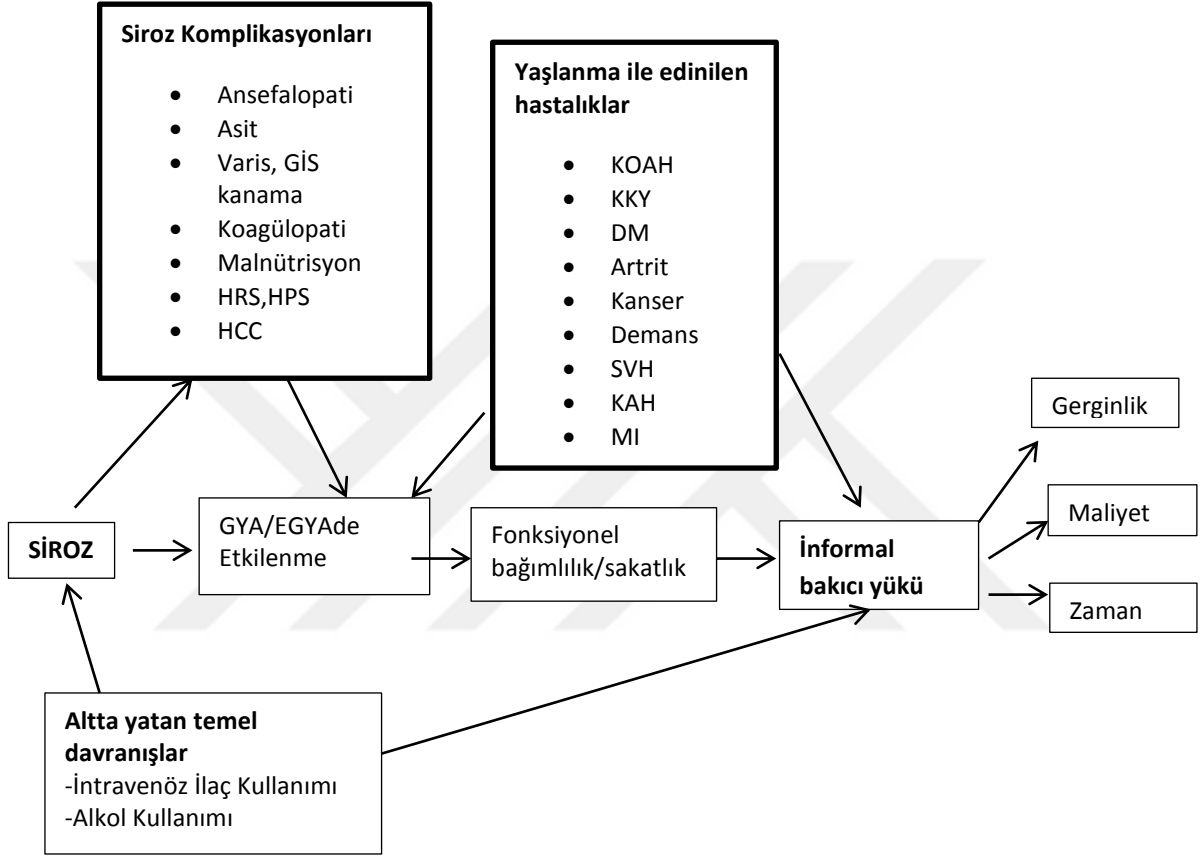 Siroz Komplikasyonları
• Ansefalopati
• Asit
• Varis, GİS
kanama
• Koagülopati
• Malnütrisyon
• HRS,HPS
• HCC
Yaşlanma ile edinilen
hastalıklar
• KOAH
• KKY
• DM
• Artrit
• Kanser
• Demans
• SVH
• KAH
• MI
SİROZ
GYA/EGYAde
Etkilenme
Fonksiyonel
bağımlılık/sakatlık
İnformal
bakıcı yükü
Gerginlik
Maliyet
Zaman
Altta yatan temel
davranışlar
-İntravenöz İlaç Kullanımı
-Alkol Kullanımı